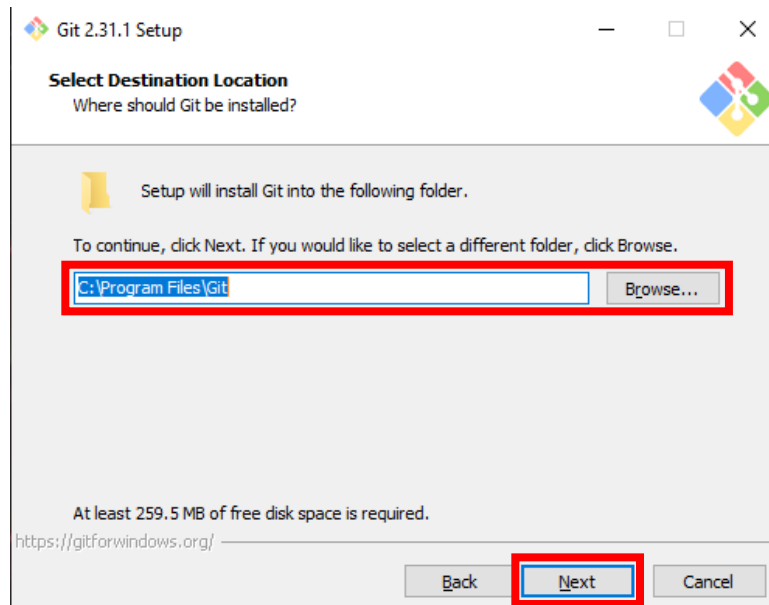 Git 2.31.1 Setup
Select Destination Location
Where should Git be installed?
Setup will install Git into the following folder.
To continue, click Next. If you would like to select a different folder, click Browse.
C:\Program Files\Git
Browse...
At least 259.5 MB of free disk space is required.
https://gitforwindows.org/
Back Next Cancel